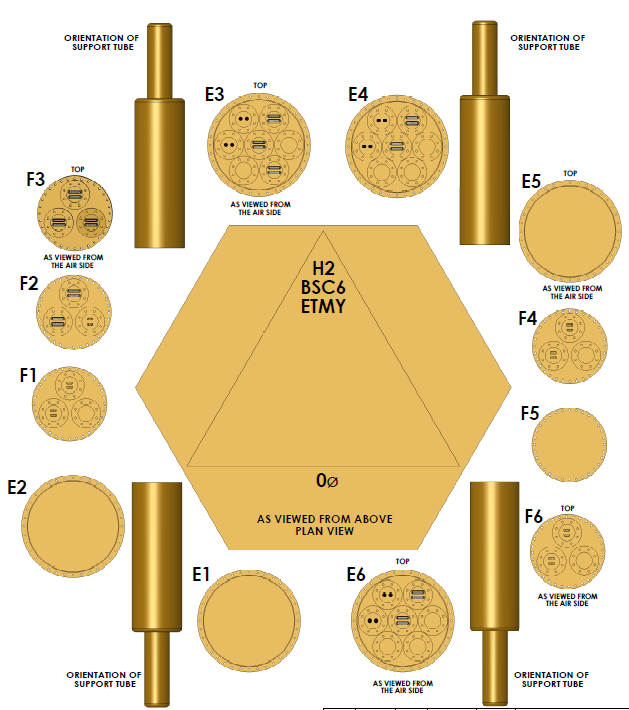 ORIENTATION OF
SUPPORT TUBE
ORIENTATION OF
SUPPORT TUBE
E3
TOP
AS VIEWED FROM
THE AIR SIDE
E4
F3
TOP
AS VIEWED FROM
THE AIR SIDE
E5
TOP
AS VIEWED FROM
THE AIR SIDE
F2
H2
BSC6
ETMY
F4
F1
F5
E2
0Ø
AS VIEWED FROM ABOVE
PLAN VIEW
F6
TOP
AS VIEWED FROM
THE AIR SIDE
E1
E6
TOP
AS VIEWED FROM
THE AIR SIDE
ORIENTATION OF
SUPPORT TUBE
ORIENTATION OF
SUPPORT TUBE